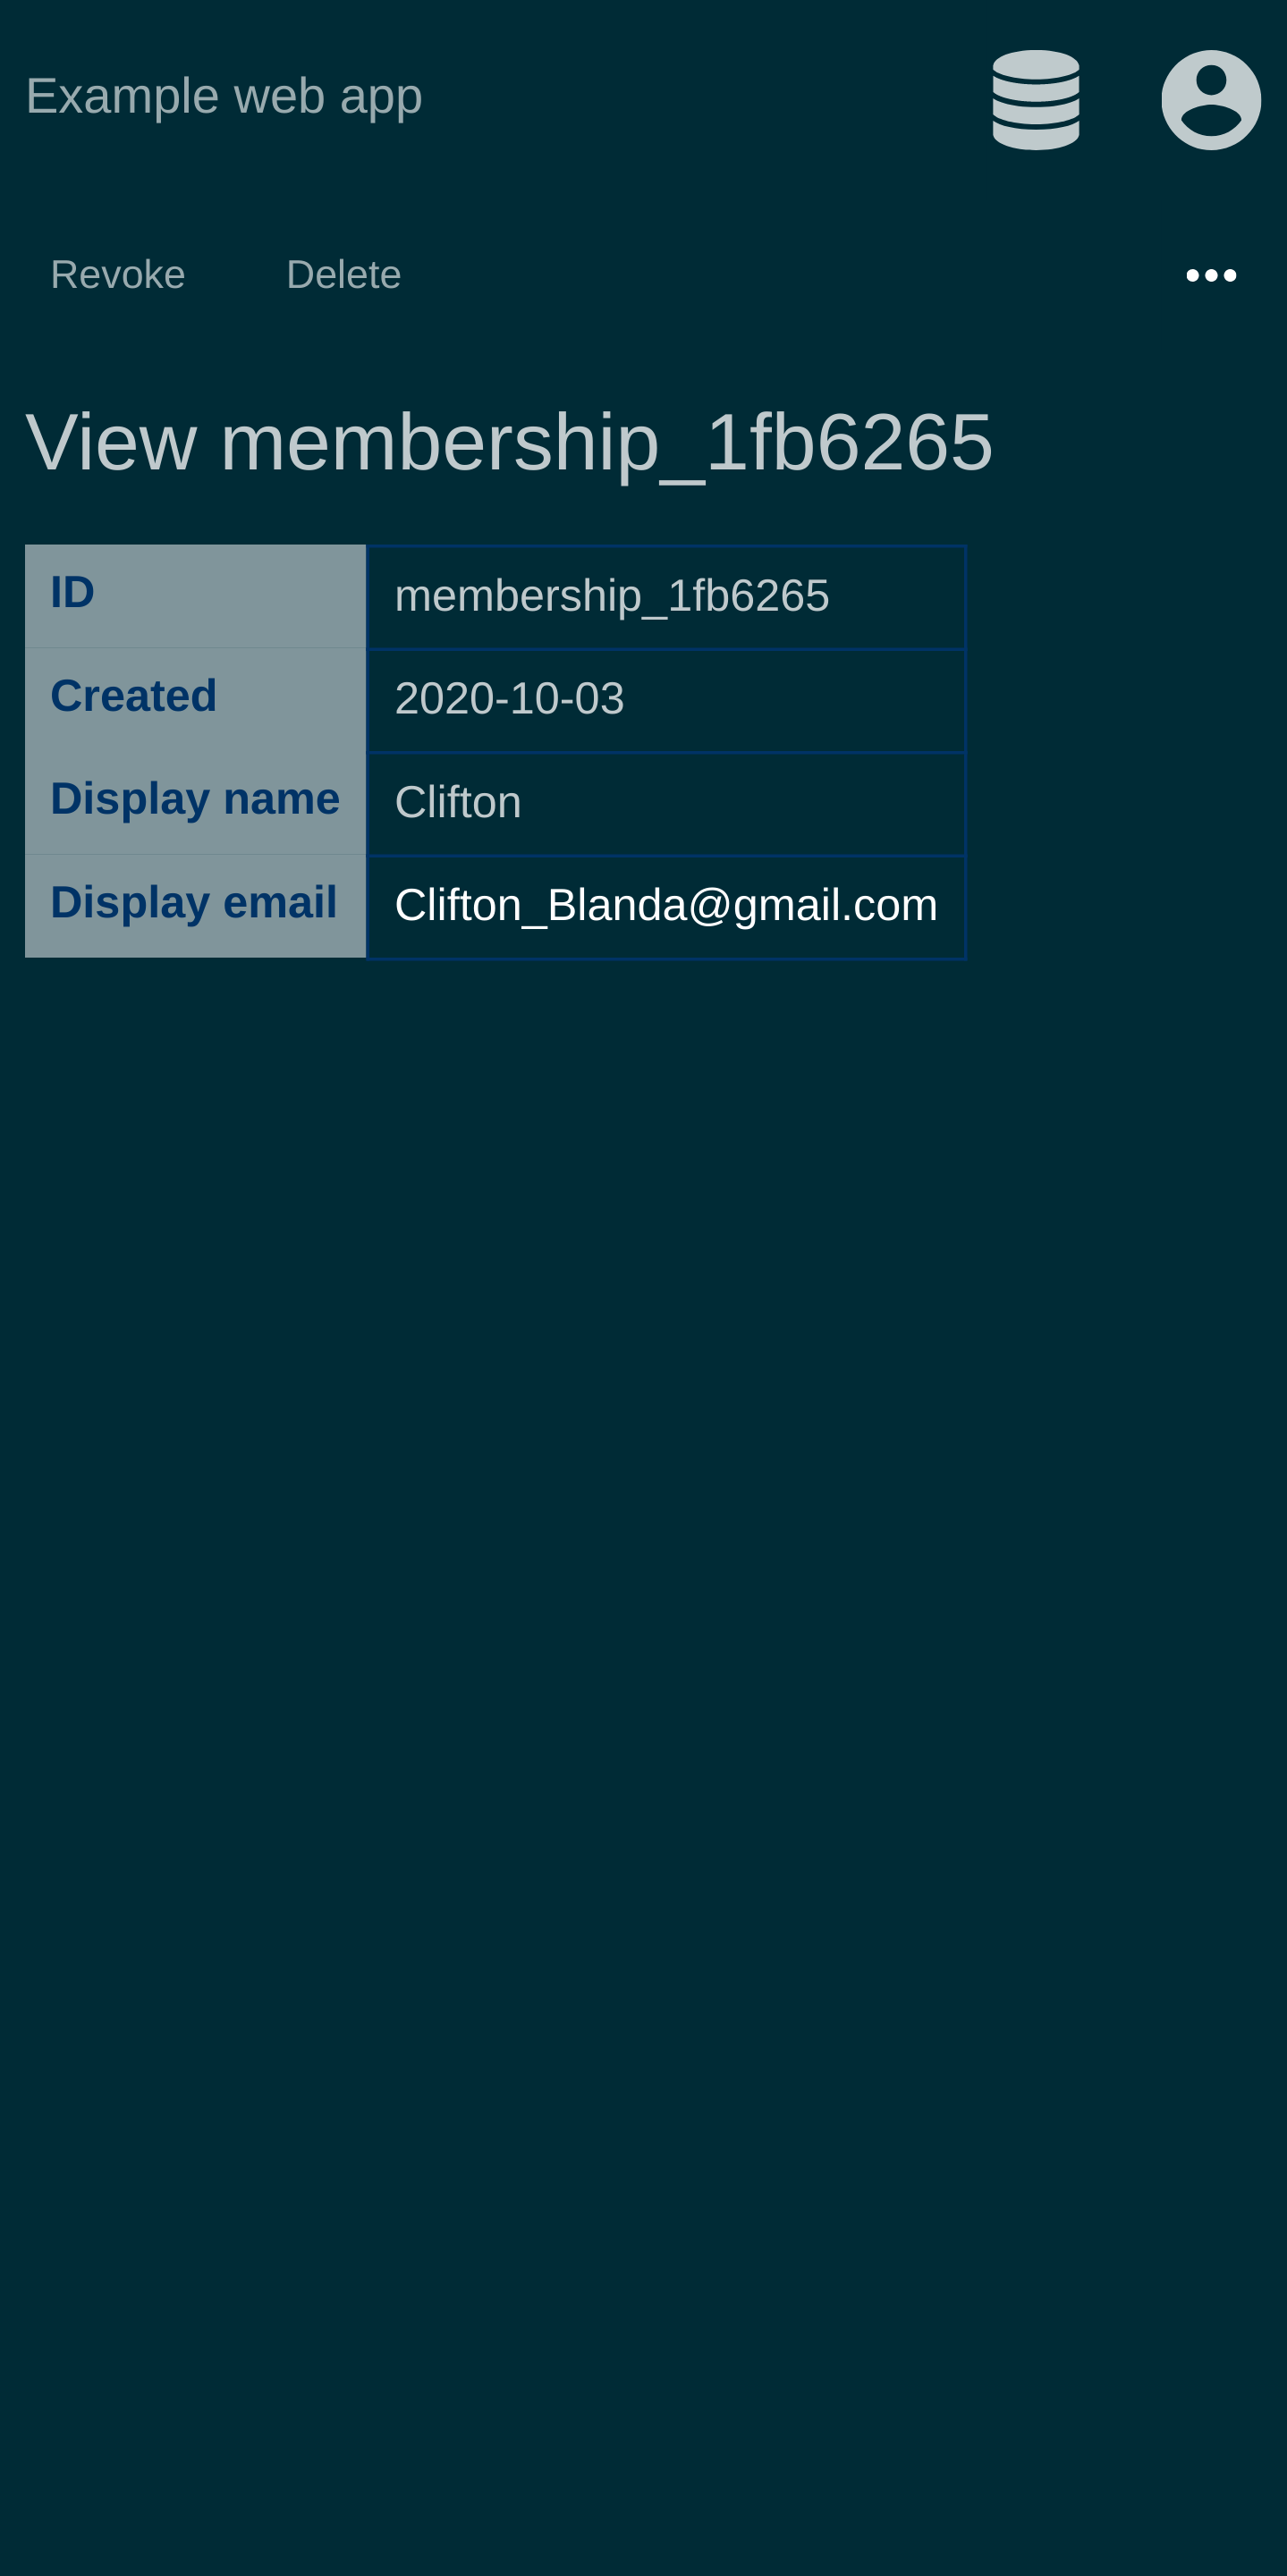 Example web app
Revoke Delete
View membership_1fb6265
ID membership_1fb6265
Created 2020-10-03
Display name Clifton
Display email Clifton_Blanda@gmail.com